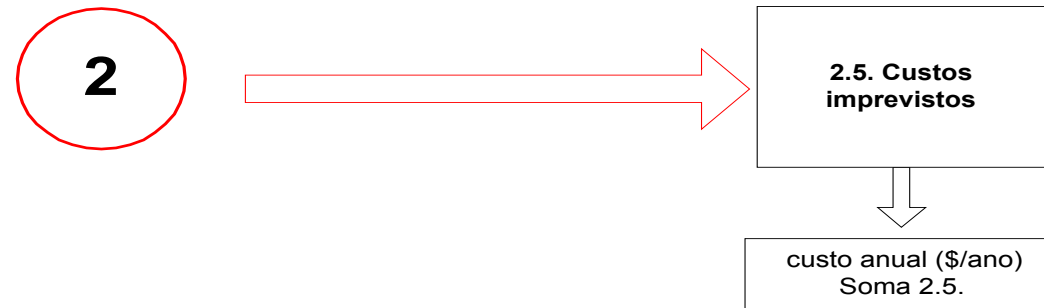 2
2.5. Custos
imprevistos
custo anual ($/ano)
Soma 2.5.